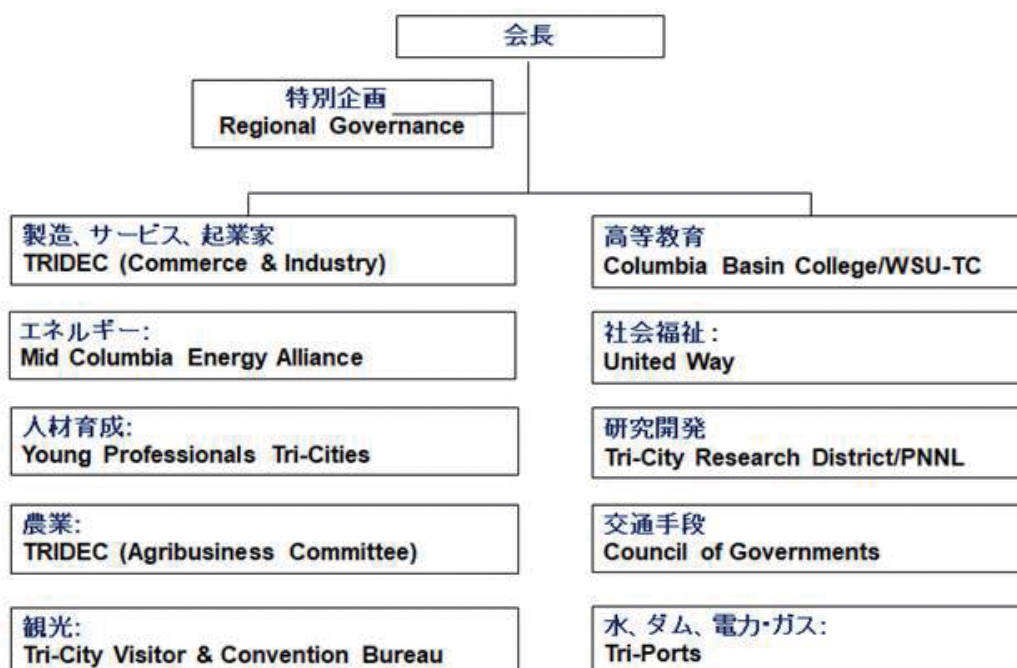 会長
特別企画
Regional Governance
製造、サービス、起業家
TRIDEC (Commerce & Industry)
エネルギー:
Mid Columbia Energy Alliance
人材育成:
Young Professionals Tri-Cities
農業:
TRIDEC (Agribusiness Committee)
観光:
Tri-City Visitor & Convention Bureau
高等教育
Columbia Basin College/WSU-TC
社会福祉:
United Way
研究開発
Tri-City Research District/PNNL
交通手段
Council of Governments
水、ダム、電力・ガス:
Tri-Ports